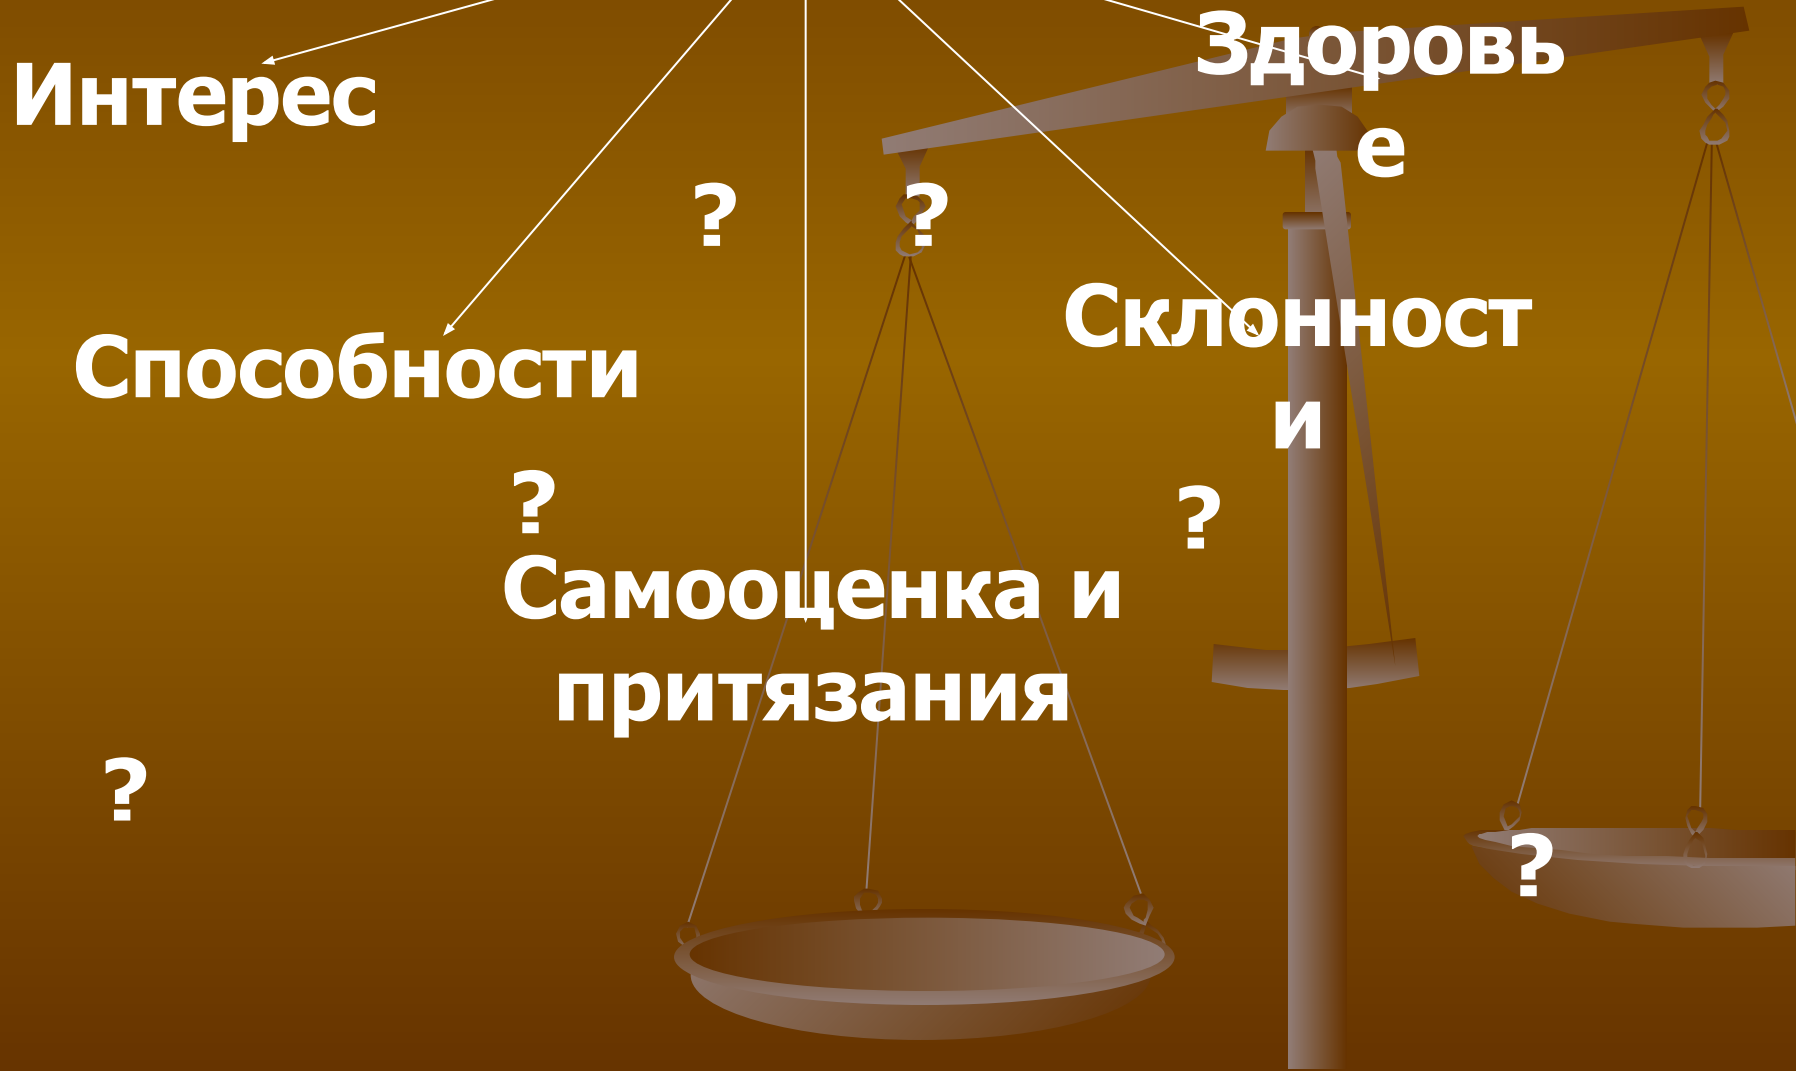 Интерес
Здоровь
е
?
?
Способности
Склонност
и
?
?
Самооценка и
притязания
?
?